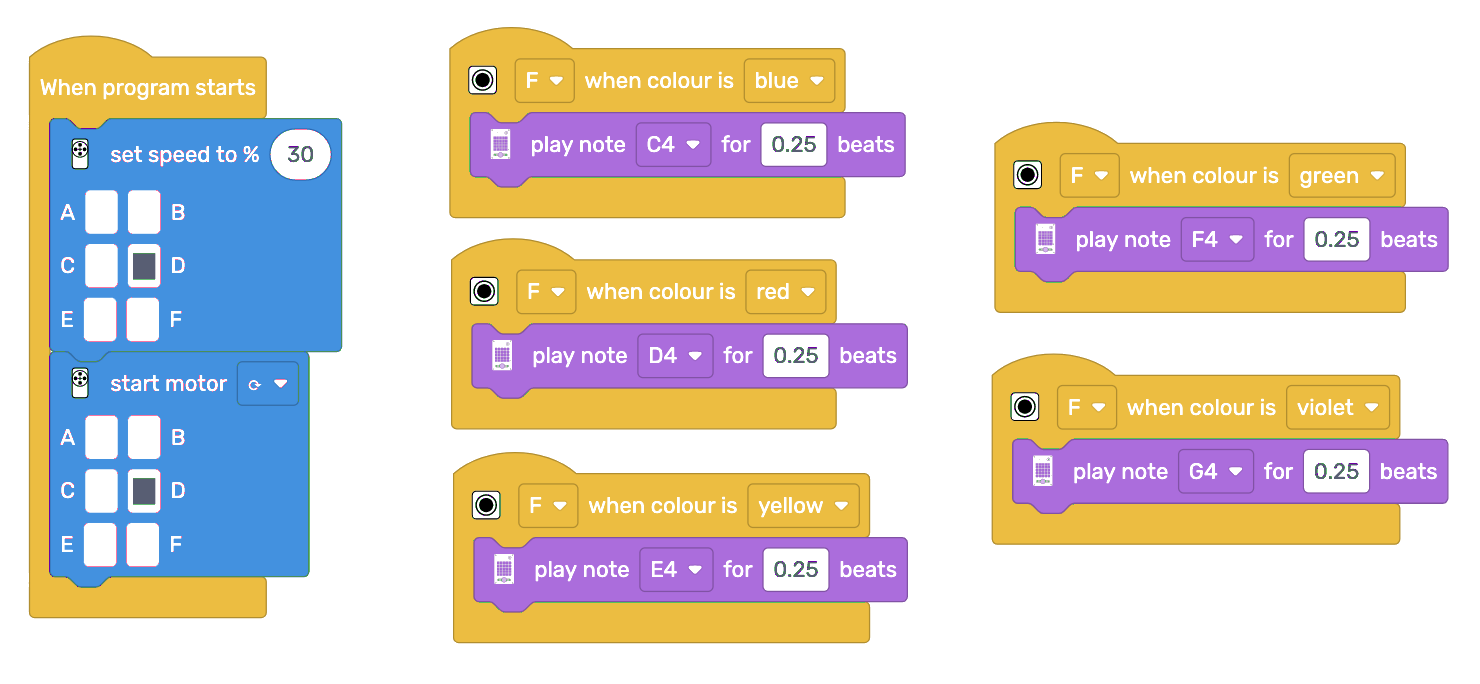 When program starts
set speed to % 30
A B
C D
E F
start motor ⟳
A B
C D
E F
F when colour is blue
play note C4 for 0.25 beats
F when colour is red
play note D4 for 0.25 beats
F when colour is yellow
play note E4 for 0.25 beats
F when colour is green
play note F4 for 0.25 beats
F when colour is violet
play note G4 for 0.25 beats